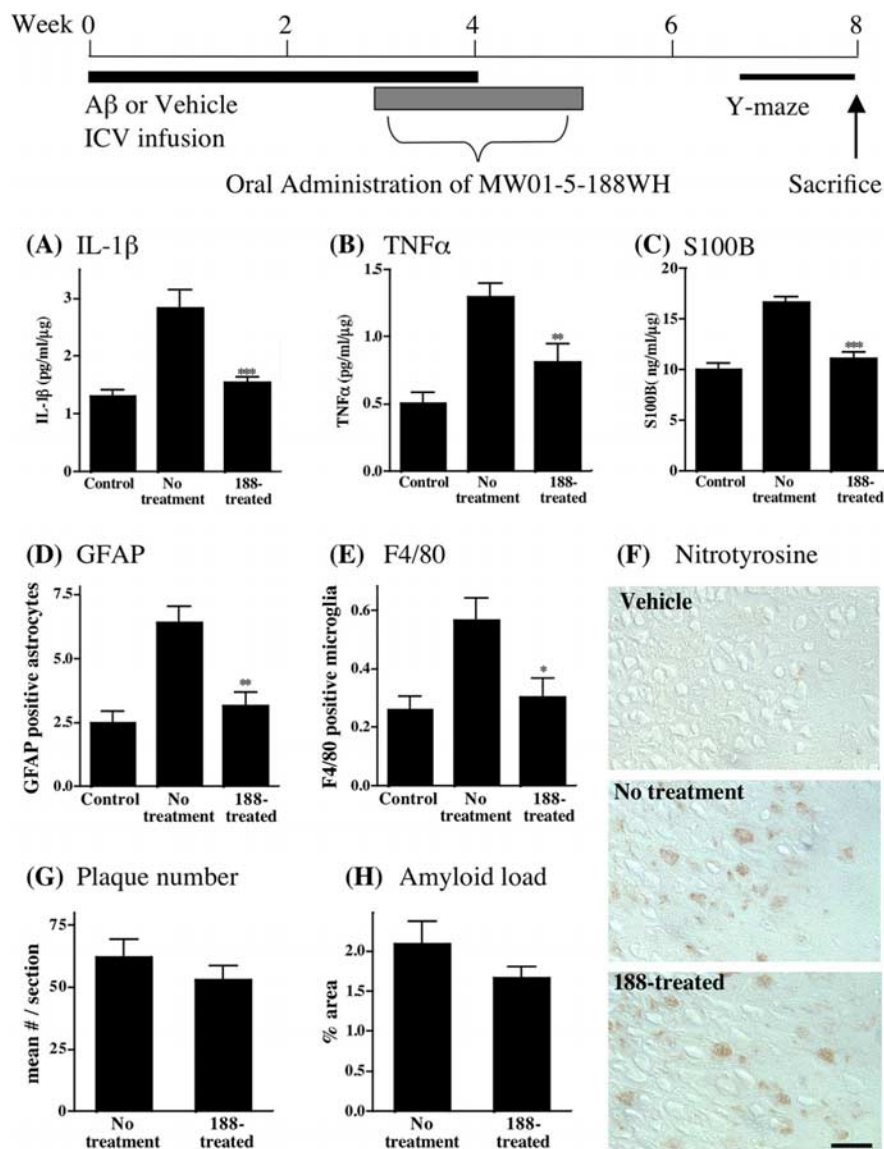 Week 0 2 4 6 8
Aβ or Vehicle
ICV infusion
Y-maze
Oral Administration of MW01-5-188WH
Sacrifice
(A) IL-1β
IL-1β (pg/ml/µg)
3
2
1
0
***
Control
No treatment
188-treated
(B) TNFα
TNFα (pg/ml/µg)
1.5
1.0
0.5
0.0
**
Control
No treatment
188-treated
(C) S100B
S100B( ng/ml/µg)
20
15
10
5
0
***
Control
No treatment
188-treated
(D) GFAP
GFAP positive astrocytes
7.5
5.0
2.5
0.0
**
Control
No treatment
188-treated
(E) F4/80
F4/80 positive microglia
0.6
0.4
0.2
0.0
*
Control
No treatment
188-treated
(F) Nitrotyrosine
Vehicle
No treatment
188-treated
(G) Plaque number
mean # / section
75
50
25
0
No treatment
188-treated
(H) Amyloid load
% area
2.0
1.5
1.0
0.5
0.0
No treatment
188-treated